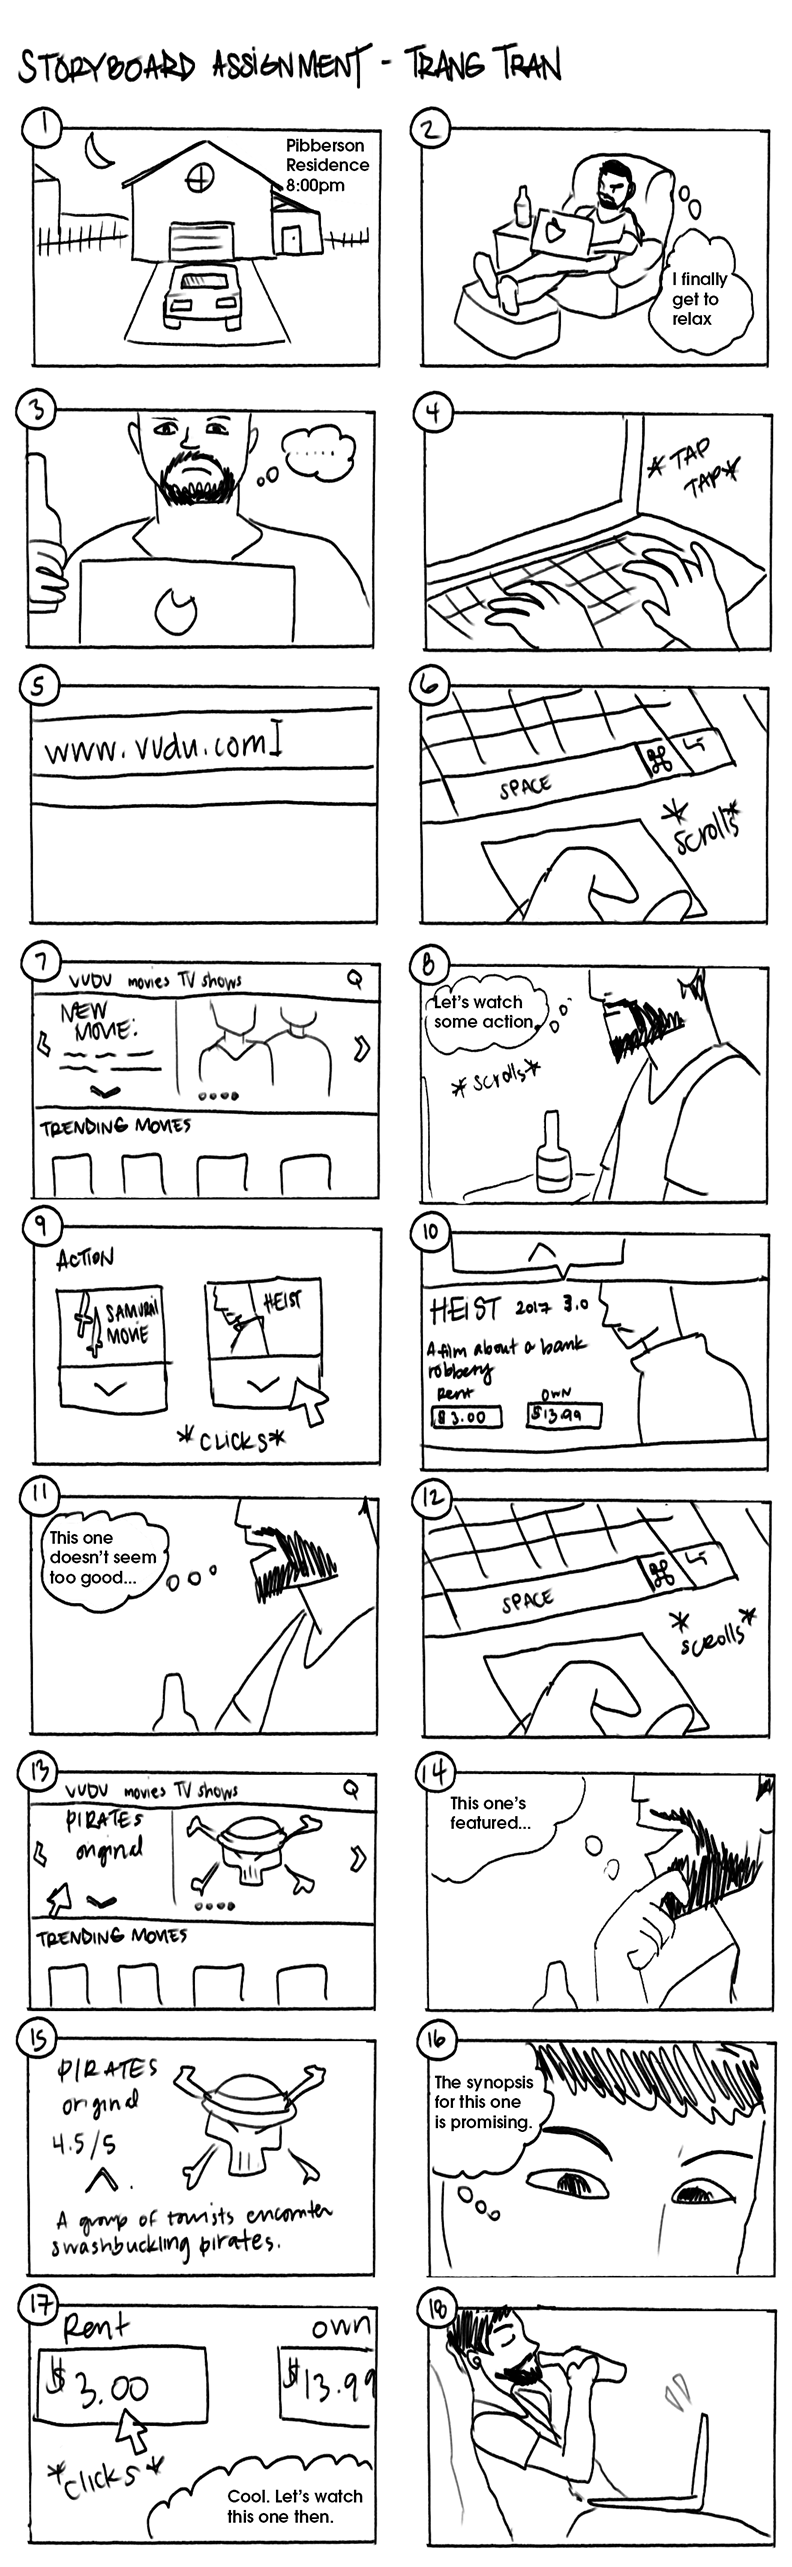 STORYBOARD ASSIGNMENT - TRANG TRAN
1
Pibberson
Residence
8:00pm
2
I finally
get to
relax
3
......
4
*TAP
TAP*
5
www.vudu.com
6
SPACE
⌘
*scrolls*
7
VUDU movies TV shows
NEW
MOVIE:
TRENDING MOVIES
8
Let's watch
some action.
*scrolls*
9
ACTION
SAMURAI
MOVIE
HEIST
*CLICKS*
10
HEIST 2017 3.0
A film about a bank
robbery
Rent OWN
$3.00 $13.99
11
This one
doesn't seem
too good...
12
SPACE
⌘
*scrolls*
13
VUDU movies TV shows
PIRATES
original
TRENDING MOVIES
14
This one's
featured...
15
PIRATES
original
4.5/5
A group of tourists encounter
swashbuckling pirates.
16
The synopsis
for this one
is promising.
17
Rent own
$3.00 $13.99
*clicks*
Cool. Let's watch
this one then.
18